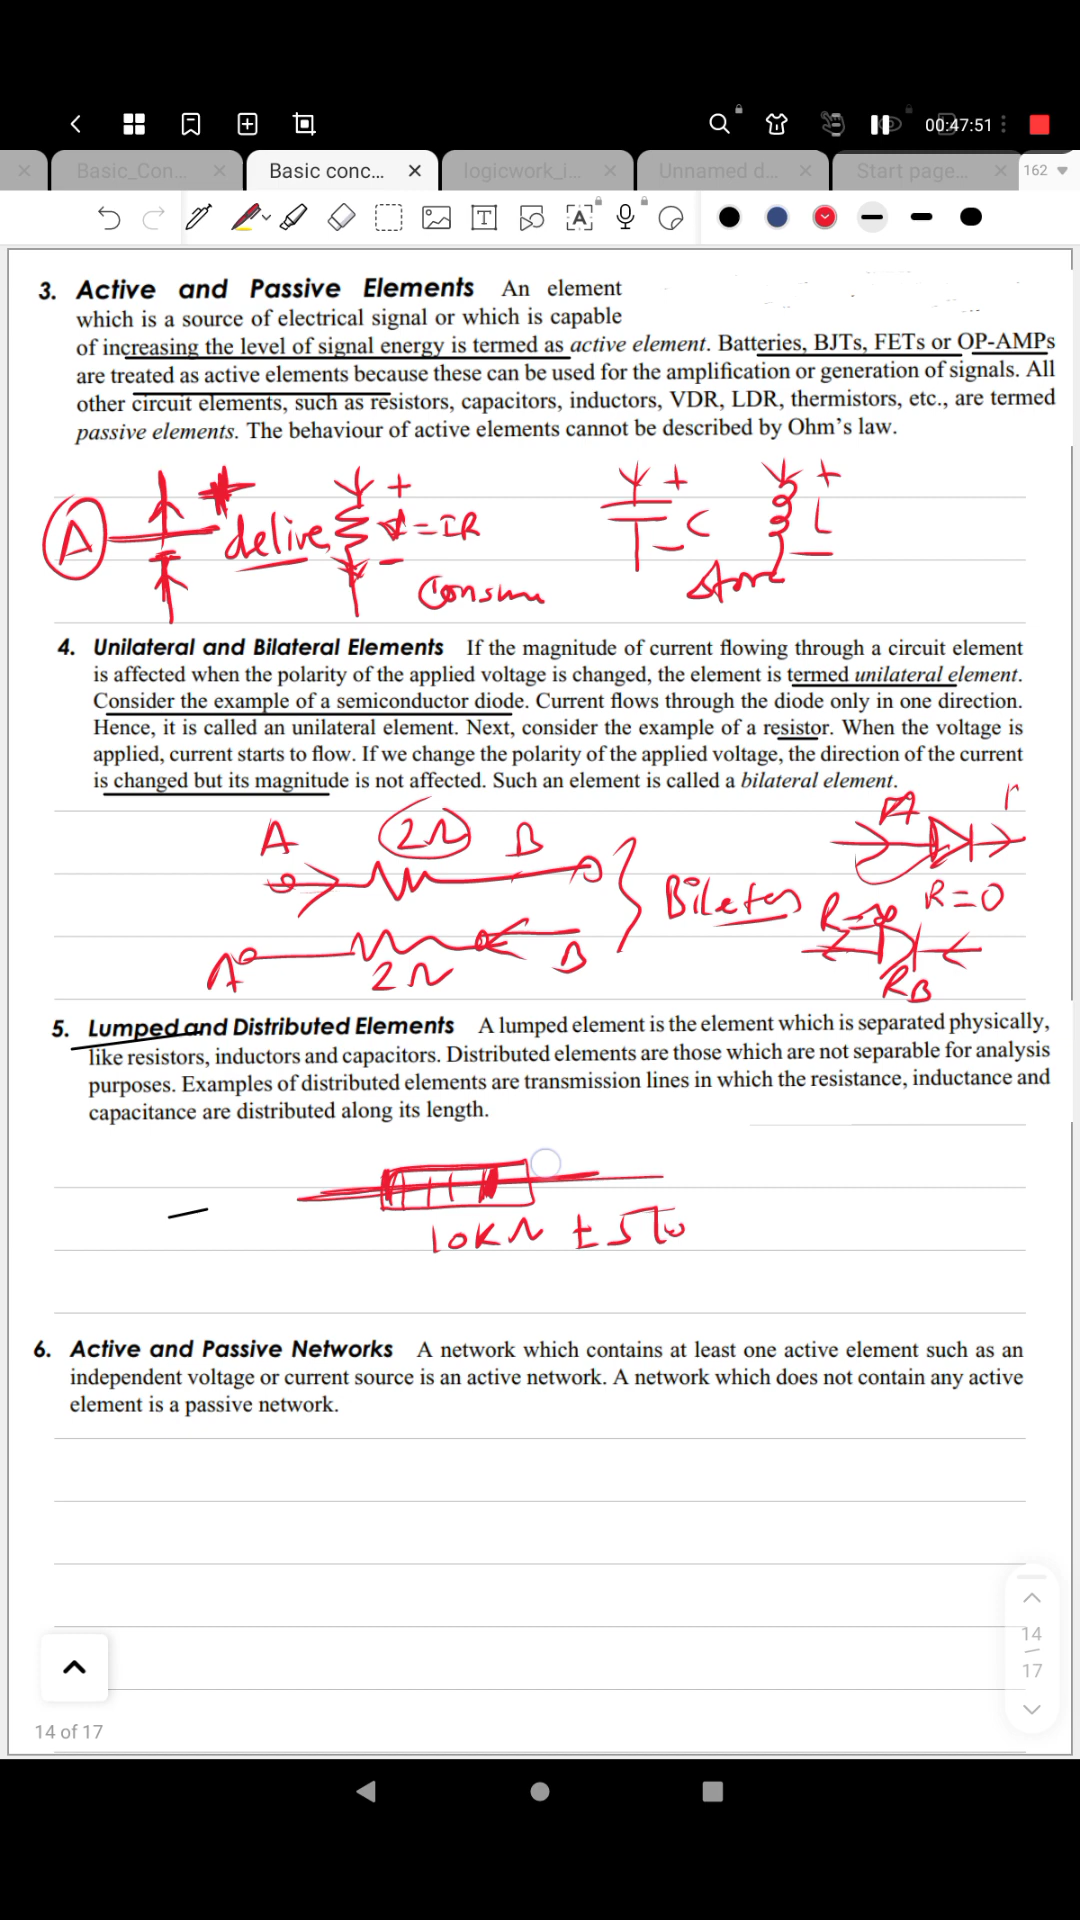 00:47:51
Basic_Con...
Basic conc...
logicwork_i...
Unnamed d...
Start page...
162
3. Active and Passive Elements An element
which is a source of electrical signal or which is capable
of increasing the level of signal energy is termed as active element. Batteries, BJTs, FETs or OP-AMPs
are treated as active elements because these can be used for the amplification or generation of signals. All
other circuit elements, such as resistors, capacitors, inductors, VDR, LDR, thermistors, etc., are termed
passive elements. The behaviour of active elements cannot be described by Ohm's law.
A
+
+
+
delive
= IR
- C
L
-
Consum
Store
4. Unilateral and Bilateral Elements If the magnitude of current flowing through a circuit element
is affected when the polarity of the applied voltage is changed, the element is termed unilateral element.
Consider the example of a semiconductor diode. Current flows through the diode only in one direction.
Hence, it is called an unilateral element. Next, consider the example of a resistor. When the voltage is
applied, current starts to flow. If we change the polarity of the applied voltage, the direction of the current
is changed but its magnitude is not affected. Such an element is called a bilateral element.
A 2Ω B
R=0
A 2Ω B
RB
5. Lumped and Distributed Elements A lumped element is the element which is separated physically,
like resistors, inductors and capacitors. Distributed elements are those which are not separable for analysis
purposes. Examples of distributed elements are transmission lines in which the resistance, inductance and
capacitance are distributed along its length.
10KΩ ± 5%
6. Active and Passive Networks A network which contains at least one active element such as an
independent voltage or current source is an active network. A network which does not contain any active
element is a passive network.
14
17
14 of 17